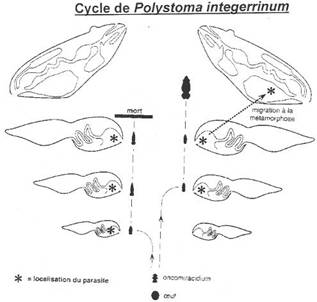 Cycle de Polystoma integerrinum
mort
migration à la
métamorphose
oncomiracidium
œuf
* = localisation du parasite